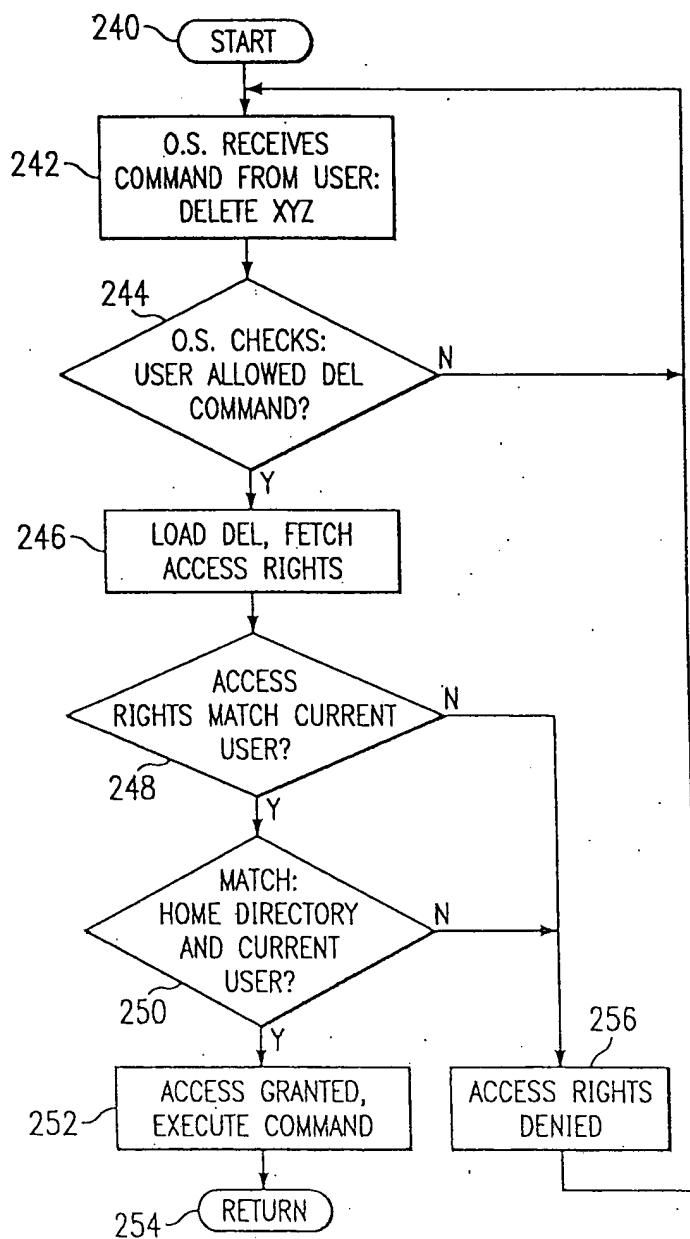 240
START
242
O.S. RECEIVES
COMMAND FROM USER:
DELETE XYZ
244
O.S. CHECKS:
USER ALLOWED DEL
COMMAND?
N
Y
246
LOAD DEL, FETCH
ACCESS RIGHTS
ACCESS
RIGHTS MATCH CURRENT
USER?
N
248
Y
MATCH:
HOME DIRECTORY
AND CURRENT
USER?
N
250
Y
256
252
ACCESS GRANTED,
EXECUTE COMMAND
ACCESS RIGHTS
DENIED
254
RETURN